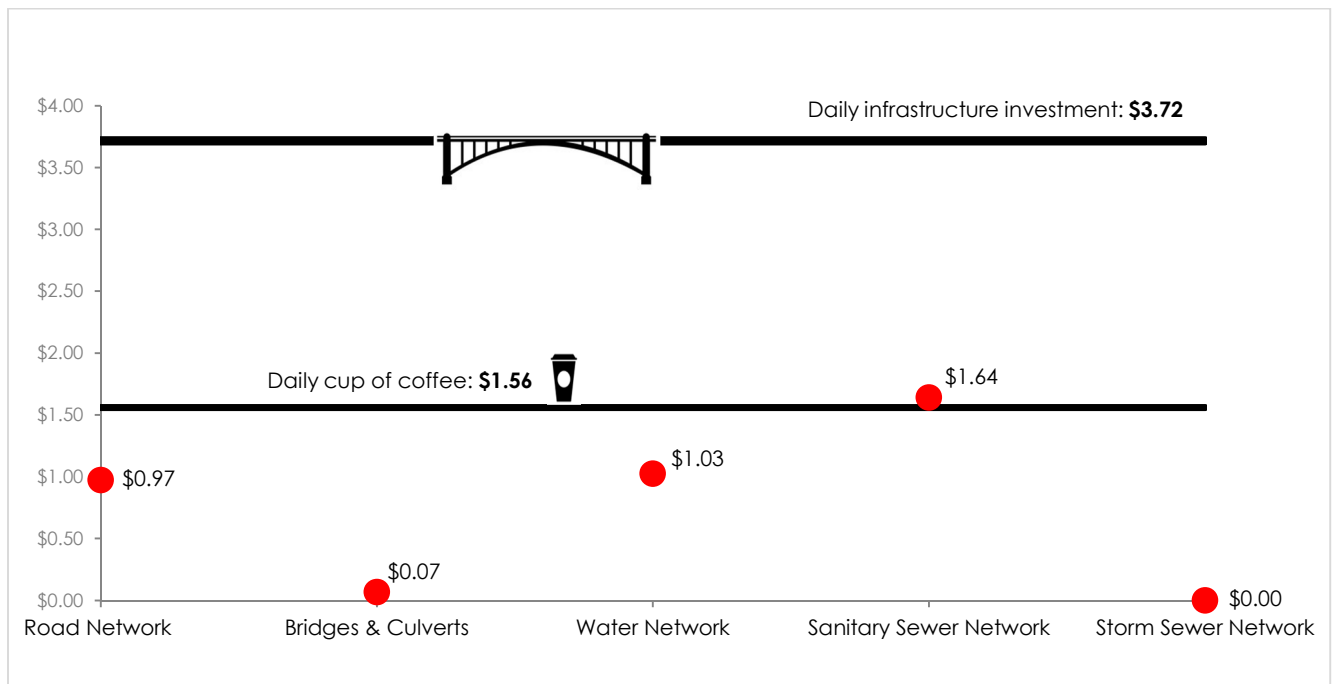 $4.00
Daily infrastructure investment: $3.72
$3.50
$3.00
$2.50
$2.00
Daily cup of coffee: $1.56
$1.64
$1.50
$1.03
$1.00
$0.97
$0.50
$0.07
$0.00
$0.00
Road Network
Bridges & Culverts
Water Network
Sanitary Sewer Network
Storm Sewer Network